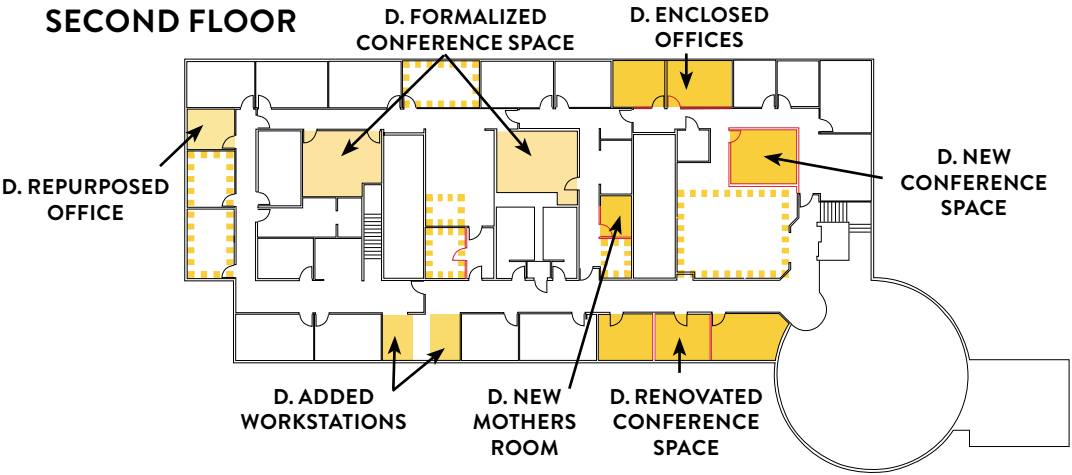 SECOND FLOOR
D. FORMALIZED
CONFERENCE SPACE
D. ENCLOSED
OFFICES
D. REPURPOSED
OFFICE
D. NEW
CONFERENCE
SPACE
D. ADDED
WORKSTATIONS
D. NEW
MOTHERS
ROOM
D. RENOVATED
CONFERENCE
SPACE